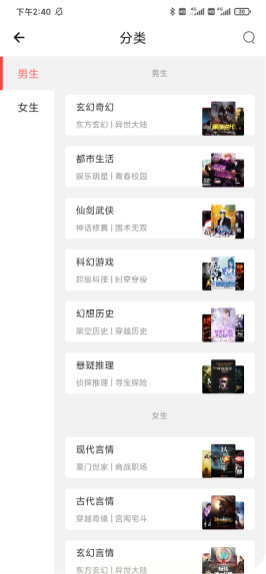 下午2:40
30
分类
男生
女生
男生
玄幻奇幻
东方玄幻 | 异世大陆
都市生活
娱乐明星 | 青春校园
仙剑武侠
神话修真 | 国术无双
科幻游戏
超级科技 | 时空穿梭
幻想历史
架空历史 | 穿越历史
悬疑推理
侦探推理 | 寻宝探险
女生
现代言情
豪门世家 | 商战职场
古代言情
穿越奇缘 | 宫闱宅斗
玄幻言情
东方玄幻 | 异世大陆